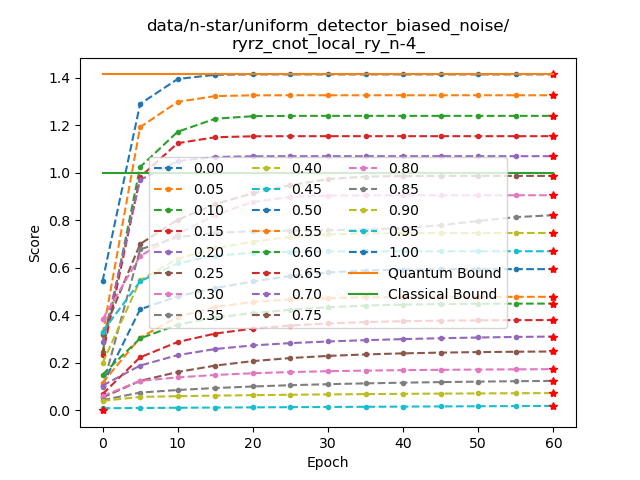 data/n-star/uniform_detector_biased_noise/
ryrz_cnot_local_ry_n-4_
Score
1.4
1.2
1.0
0.8
0.6
0.4
0.2
0.0
0.00 0.40 0.80
0.05 0.45 0.85
0.10 0.50 0.90
0.15 0.55 0.95
0.20 0.60 1.00
0.25 0.65 Quantum Bound
0.30 0.70 Classical Bound
0.35 0.75
0 10 20 30 40 50 60
Epoch